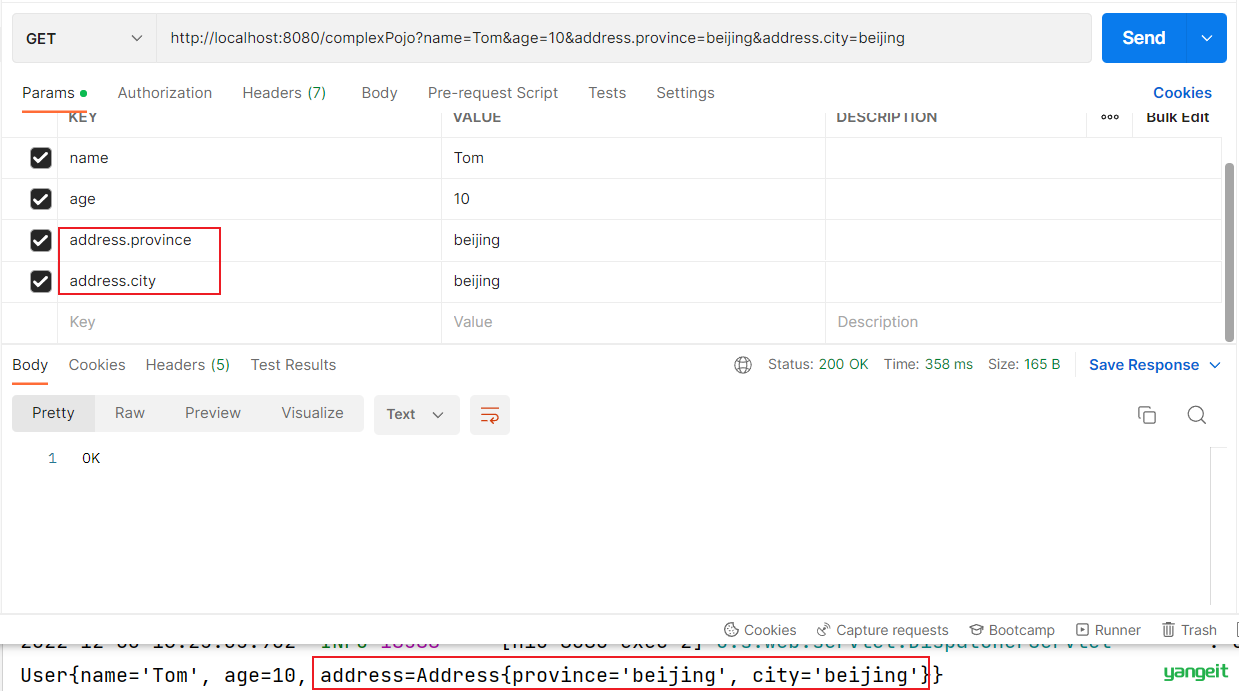 GET http://localhost:8080/complexPojo?name=Tom&age=10&address.province=beijing&address.city=beijing Send
Params Authorization Headers (7) Body Pre-request Script Tests Settings Cookies
KEY VALUE DESCRIPTION ooo Bulk Edit
name Tom
age 10
address.province beijing
address.city beijing
Key Value Description
Body Cookies Headers (5) Test Results Status: 200 OK Time: 358 ms Size: 165 B Save Response
Pretty Raw Preview Visualize Text
1 OK
Cookies Capture requests Bootcamp Runner Trash
User{name='Tom', age=10, address=Address{province='beijing', city='beijing'}}
yangeit